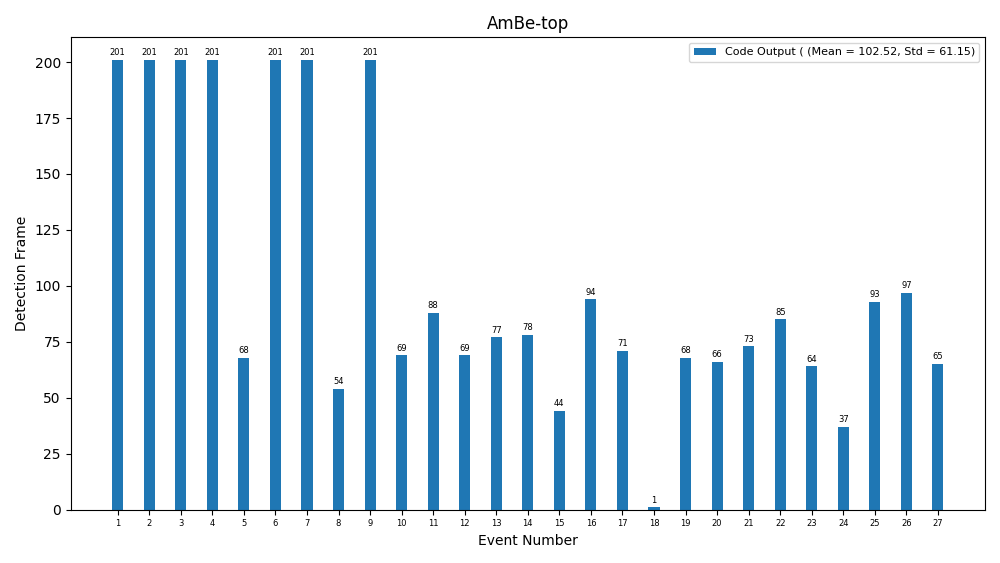 AmBe-top
Code Output ( (Mean = 102.52, Std = 61.15)
Detection Frame
200
175
150
125
100
75
50
25
0
201 201 201 201 68 201 201 54 201 69 88 69 77 78 44 94 71 1 68 66 73 85 64 37 93 97 65
1 2 3 4 5 6 7 8 9 10 11 12 13 14 15 16 17 18 19 20 21 22 23 24 25 26 27
Event Number